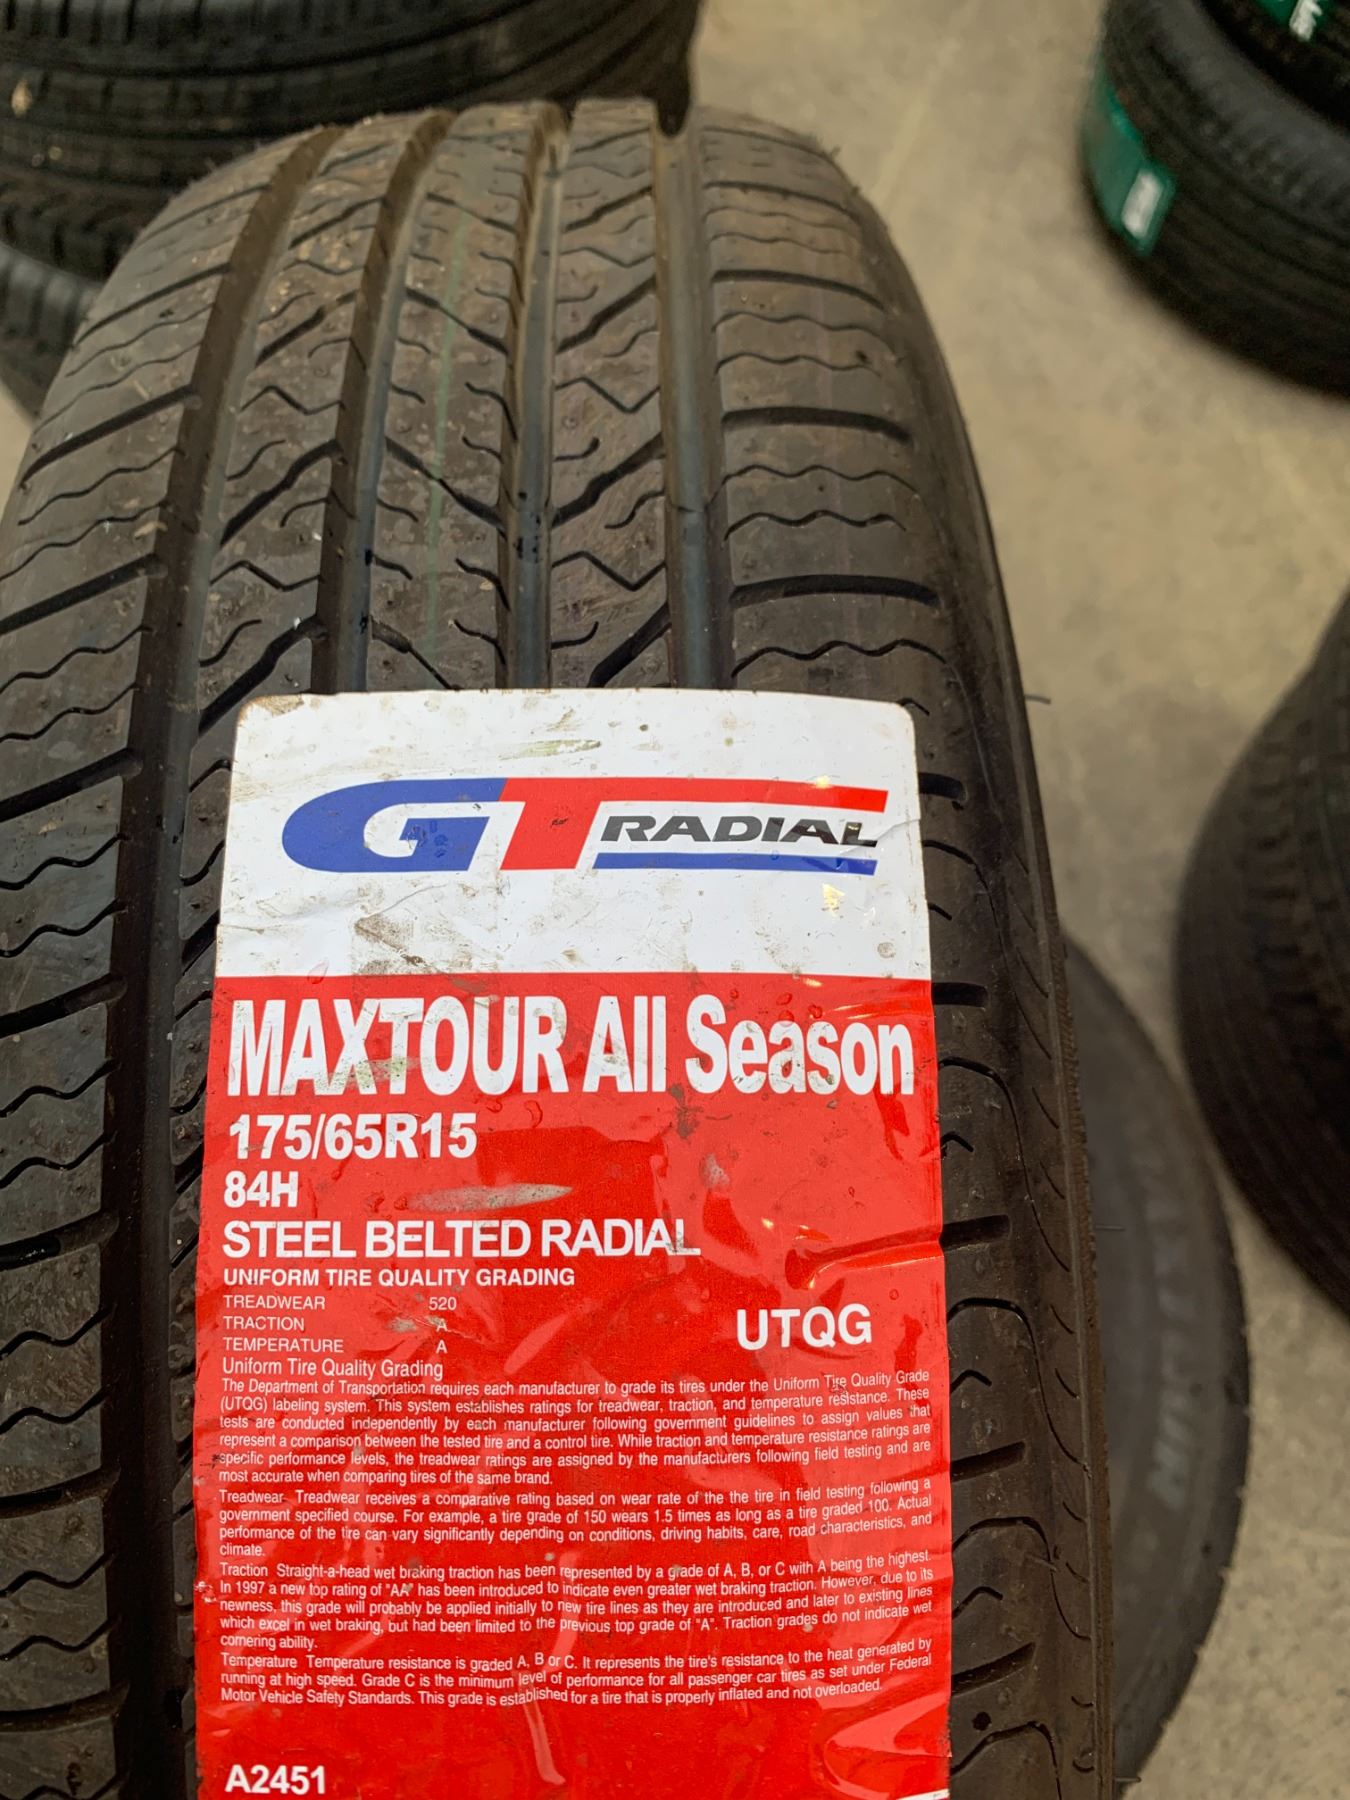 GT RADIAL
MAXTOUR All Season
175/65R15
84H
STEEL BELTED RADIAL
UNIFORM TIRE QUALITY GRADING
TREADWEAR 520
TRACTION A
TEMPERATURE A
UTQG
Uniform Tire Quality Grading
The Department of Transportation requires each manufacturer to grade its tires under the Uniform Tire Quality Grade
(UTQG) labeling system. This system establishes ratings for treadwear, traction, and temperature resistance. These
tests are conducted independently by each manufacturer following government guidelines to assign values that
represent a comparison between the tested tire and a control tire. While traction and temperature resistance ratings are
specific performance levels, the treadwear ratings are assigned by the manufacturers following field testing and are
most accurate when comparing tires of the same brand.
Treadwear Treadwear receives a comparative rating based on wear rate of the the tire in field testing following a
government specified course. For example, a tire grade of 150 wears 1.5 times as long as a tire graded 100. Actual
performance of the tire can vary significantly depending on conditions, driving habits, care, road characteristics, and
climate.
Traction Straight-a-head wet braking traction has been represented by a grade of A, B, or C with A being the highest.
In 1997 a new top rating of "AA" has been introduced to indicate even greater wet braking traction. However, due to its
newness, this grade will probably be applied initially to new tire lines as they are introduced and later to existing lines
which excel in wet braking, but had been limited to the previous top grade of "A". Traction grades do not indicate wet
cornering ability.
Temperature Temperature resistance is graded A, B or C. It represents the tire's resistance to the heat generated by
running at high speed. Grade C is the minimum level of performance for all passenger car tires as set under Federal
Motor Vehicle Safety Standards. This grade is established for a tire that is properly inflated and not overloaded.
A2451